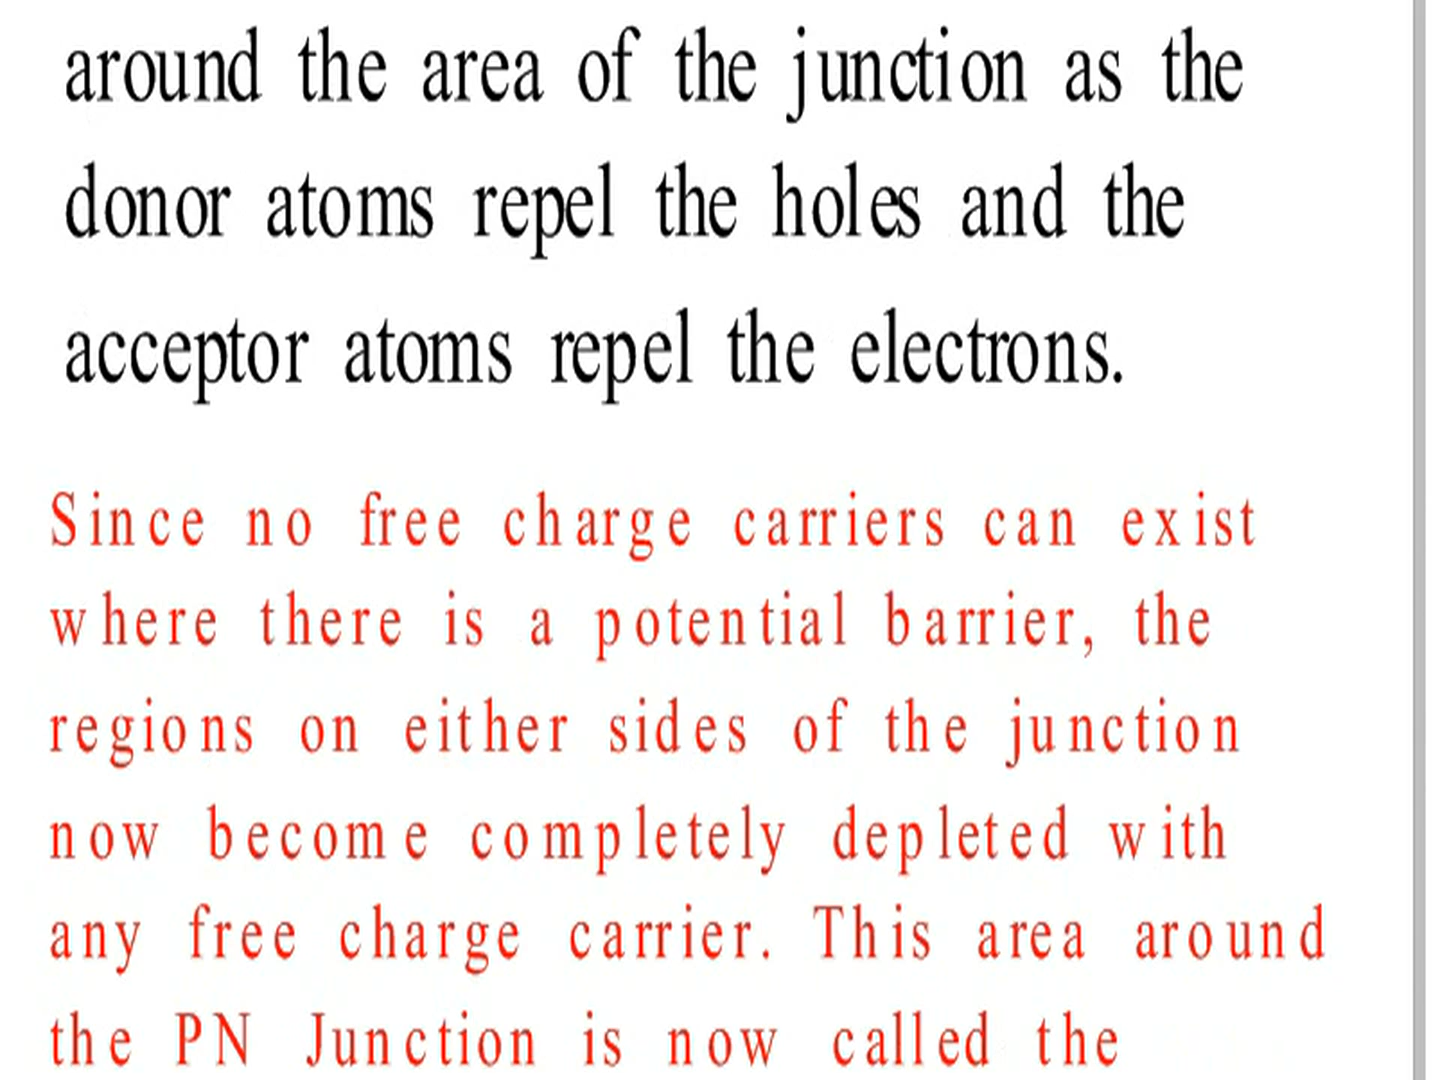 around the area of the junction as the
donor atoms repel the holes and the
acceptor atoms repel the electrons.
Since no free charge carriers can exist
where there is a potential barrier, the
regions on either sides of the junction
now become completely depleted with
any free charge carrier. This area around
the PN Junction is now called the